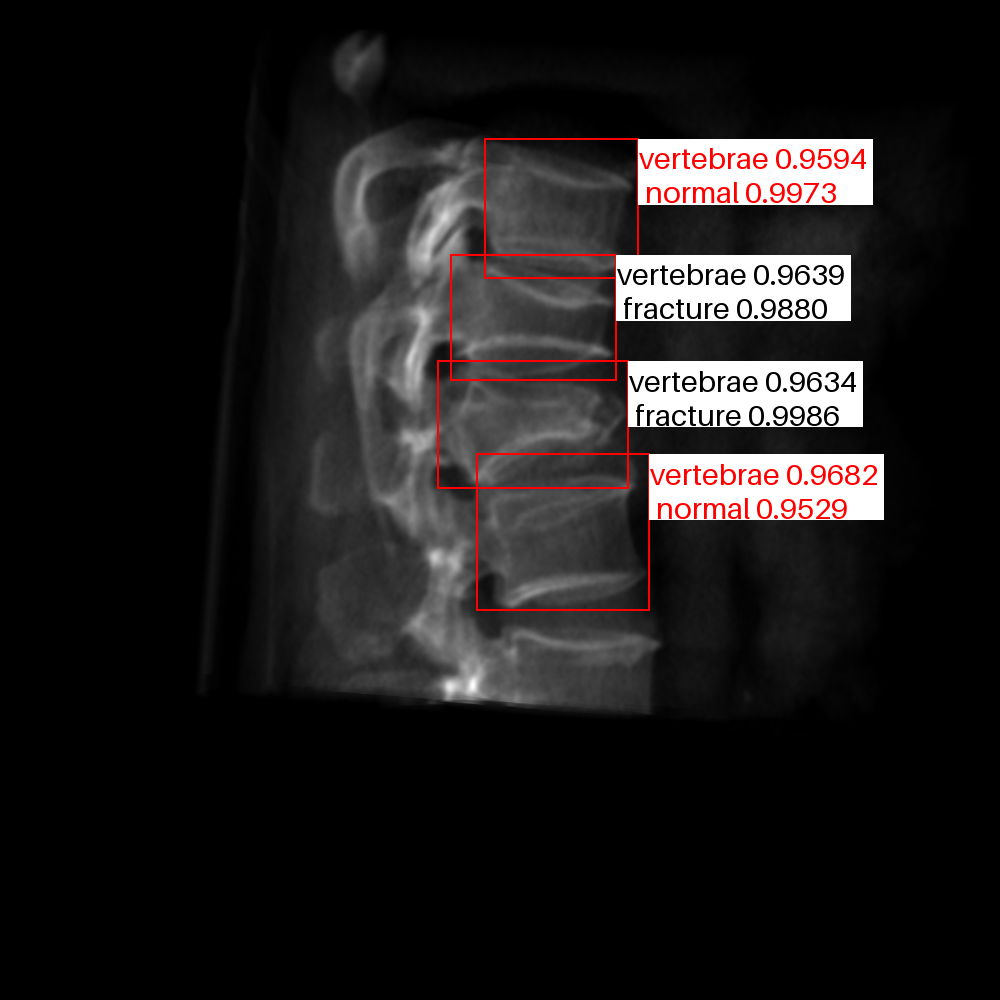 vertebrae 0.9594
normal 0.9973
vertebrae 0.9639
fracture 0.9880
vertebrae 0.9634
fracture 0.9986
vertebrae 0.9682
normal 0.9529